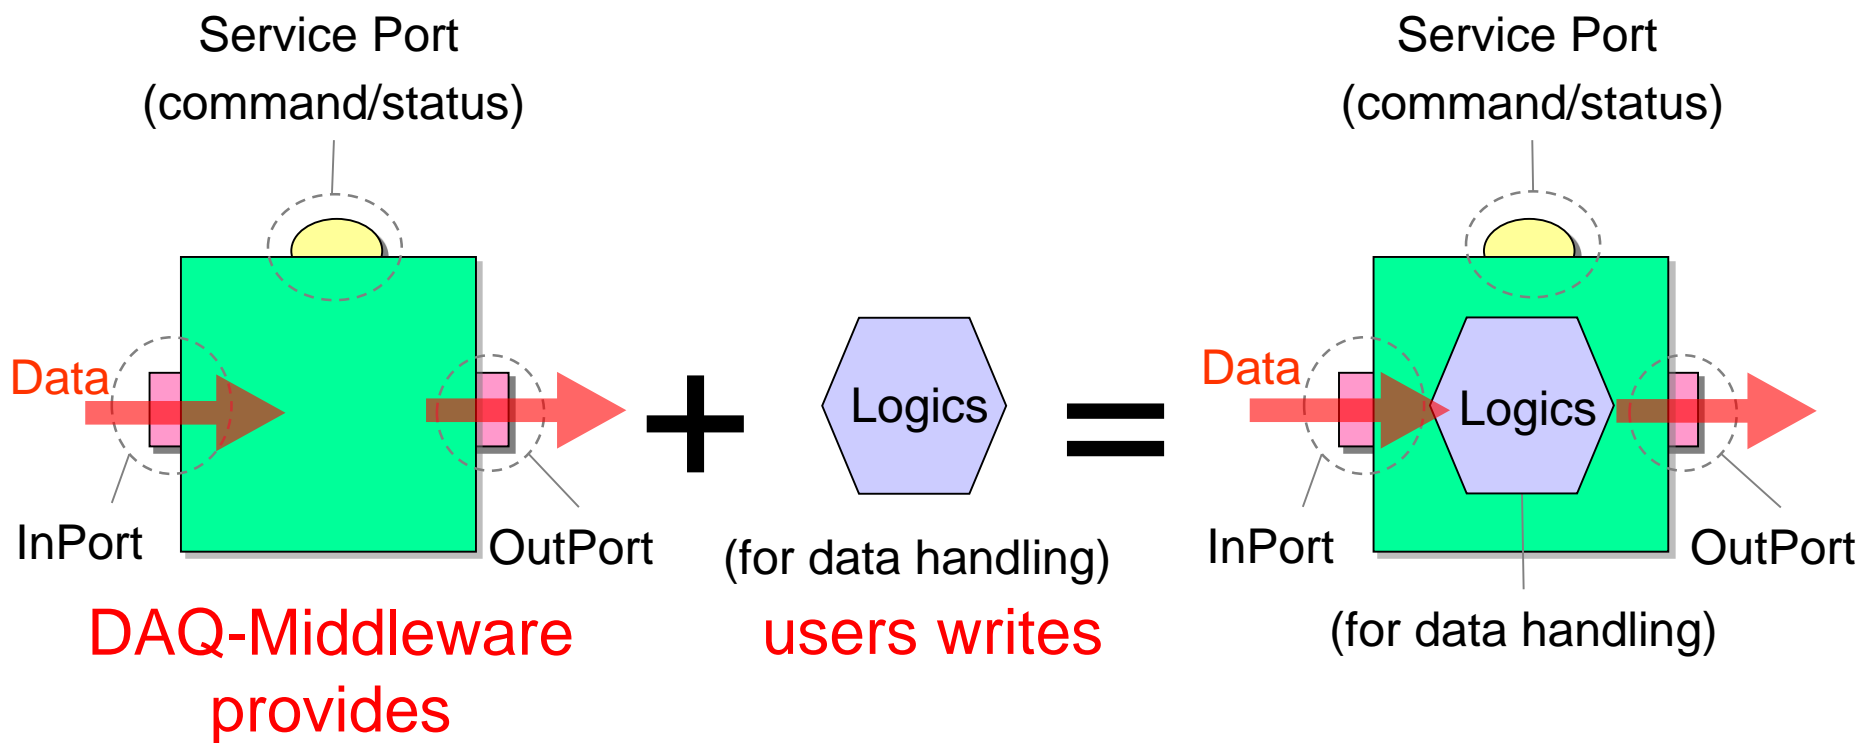 Service Port
(command/status)
Data
InPort
OutPort
DAQ-Middleware
provides
+
Logics
(for data handling)
users writes
=
Service Port
(command/status)
Data
Logics
InPort
OutPort
(for data handling)